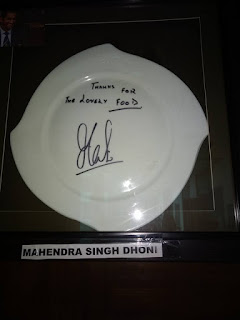 THANKS FOR
THE LOVELY FOOD
MAHENDRA SINGH DHONI